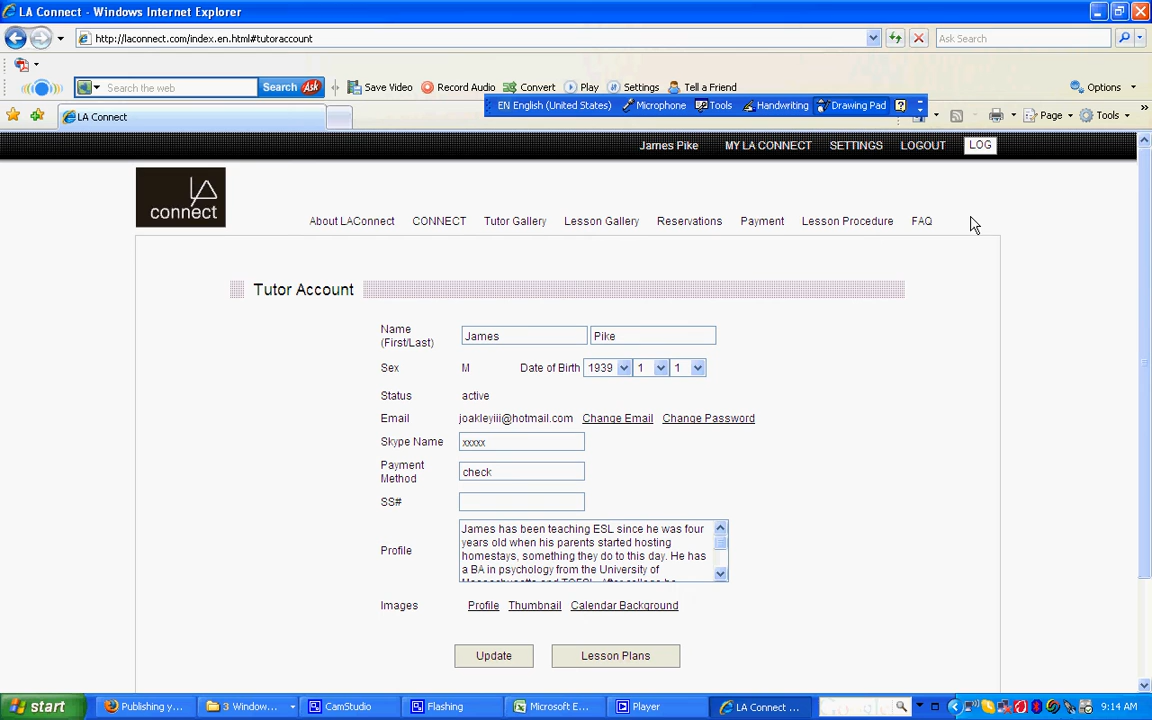 LA Connect - Windows Internet Explorer
http://laconnect.com/index.en.html#tutoraccount
Ask Search
Search the web
Search Ask
Save Video
Record Audio
Convert
Play
Settings
Tell a Friend
Options
EN English (United States)
Microphone
Tools
Handwriting
Drawing Pad
LA Connect
Page
Tools
James Pike
MY LA CONNECT
SETTINGS
LOGOUT
LOG
LA connect
About LAConnect
CONNECT
Tutor Gallery
Lesson Gallery
Reservations
Payment
Lesson Procedure
FAQ
Tutor Account
Name
(First/Last)
James
Pike
Sex
M
Date of Birth
1939
1
1
Status
active
Email
joakleyiii@hotmail.com
Change Email
Change Password
Skype Name
xxxxx
Payment
Method
check
SS#
Profile
James has been teaching ESL since he was four
years old when his parents started hosting
homestays, something they do to this day. He has
a BA in psychology from the University of
Images
Profile
Thumbnail
Calendar Background
Update
Lesson Plans
start
Publishing y...
3 Window...
CamStudio
Flashing
Microsoft E...
Player
LA Connect ...
9:14 AM